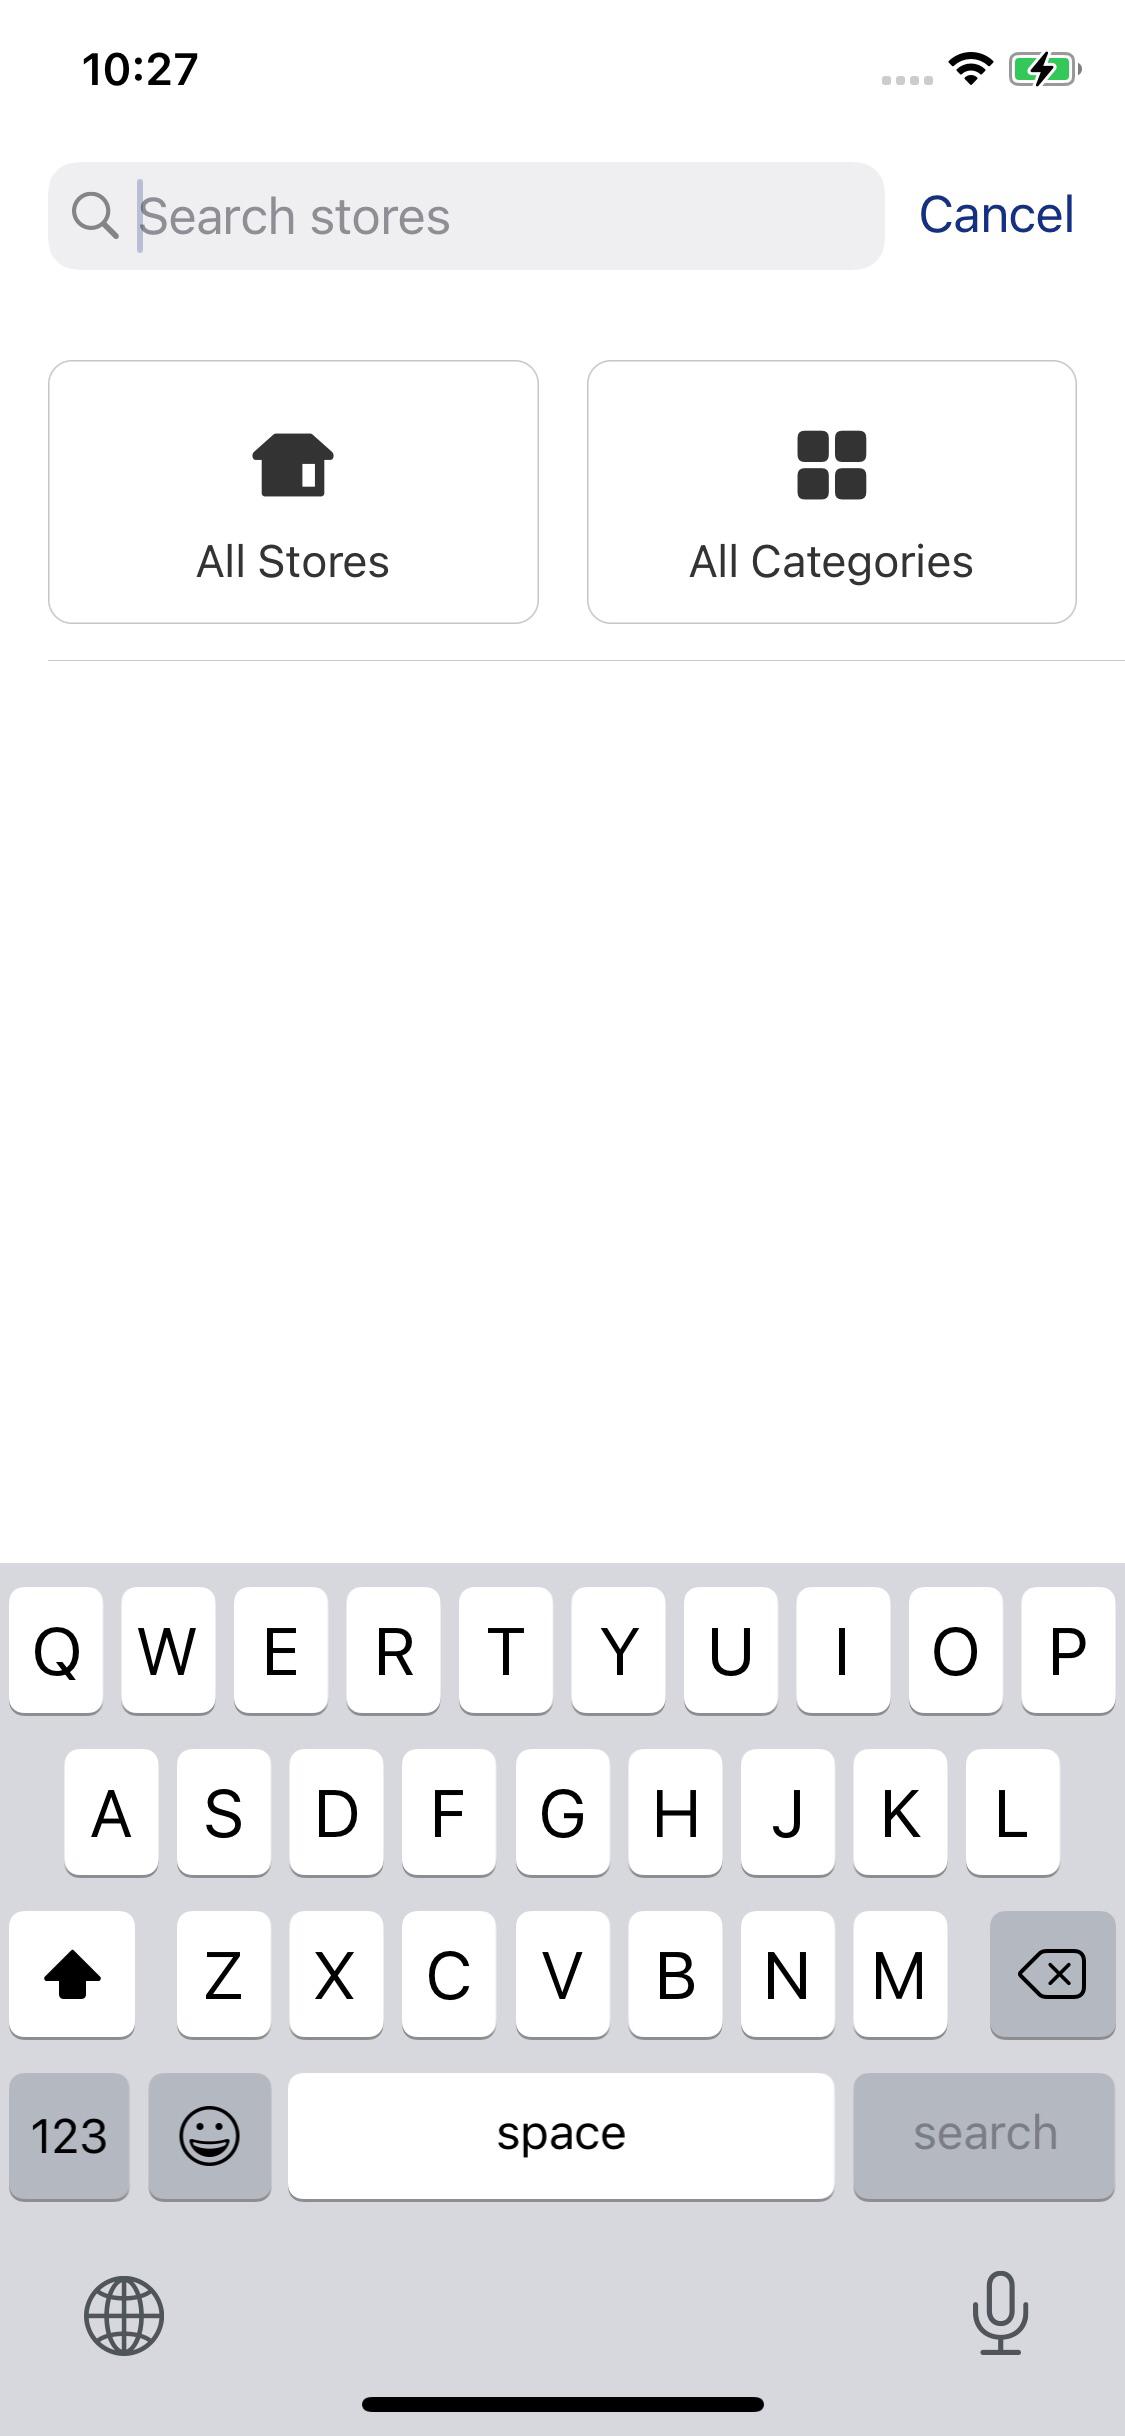 10:27
Search stores
Cancel
All Stores
All Categories
Q W E R T Y U I O P
A S D F G H J K L
Z X C V B N M
123
space
search